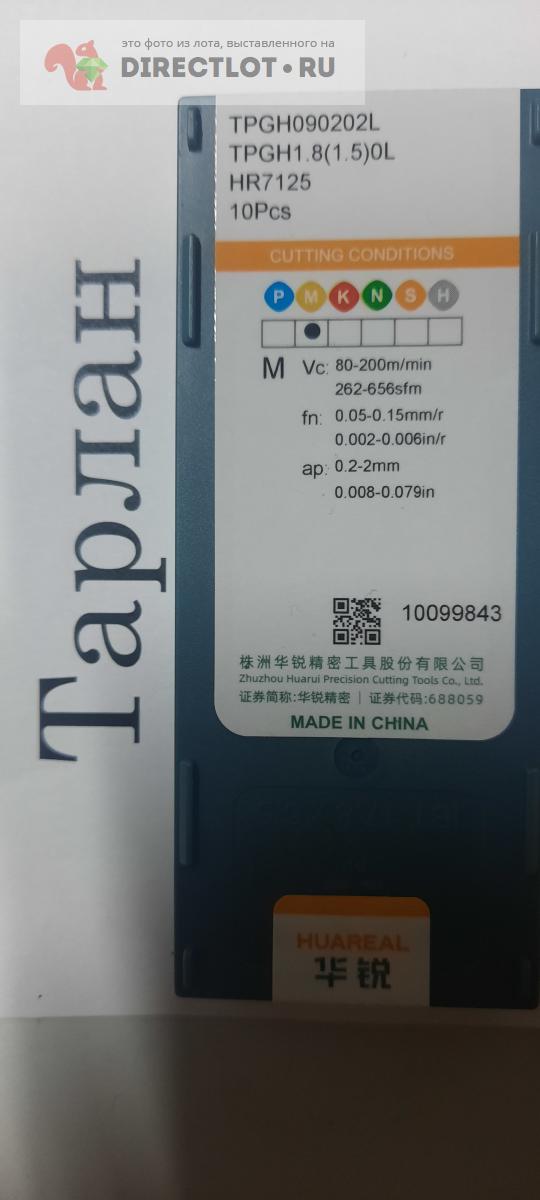 это фото из лота, выставленного на
DIRECTLOT•RU
TPGH090202L
TPGH1.8(1.5)0L
HR7125
10Pcs
CUTTING CONDITIONS
P M K N S H
M Vc: 80-200m/min
262-656sfm
fn: 0.05-0.15mm/r
0.002-0.006in/r
ap: 0.2-2mm
0.008-0.079in
10099843
株洲华锐精密工具股份有限公司
Zhuzhou Huarui Precision Cutting Tools Co., Ltd.
证券简称:华锐精密 | 证券代码:688059
MADE IN CHINA
HUAREAL
华锐
Тарлан